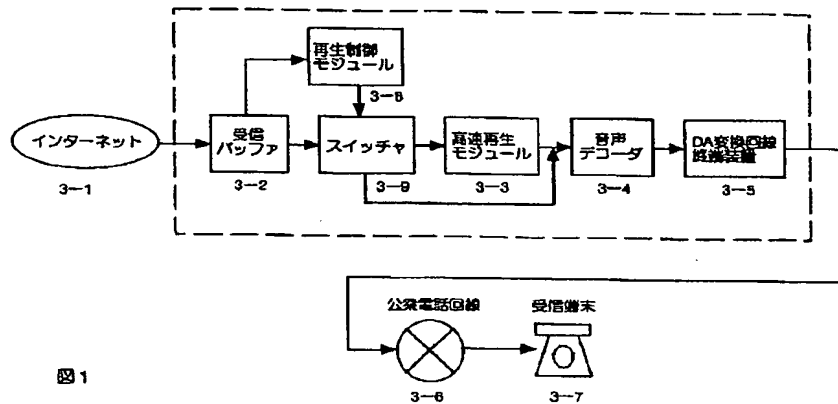 再生制御
モジュール
3-8
インターネット
3-1
受信
バッファ
3-2
スイッチャ
3-9
高速再生
モジュール
3-3
音声
デコーダ
3-4
DA変換回線
終端装置
3-5
公衆電話回線
3-6
受信端末
3-7
図1